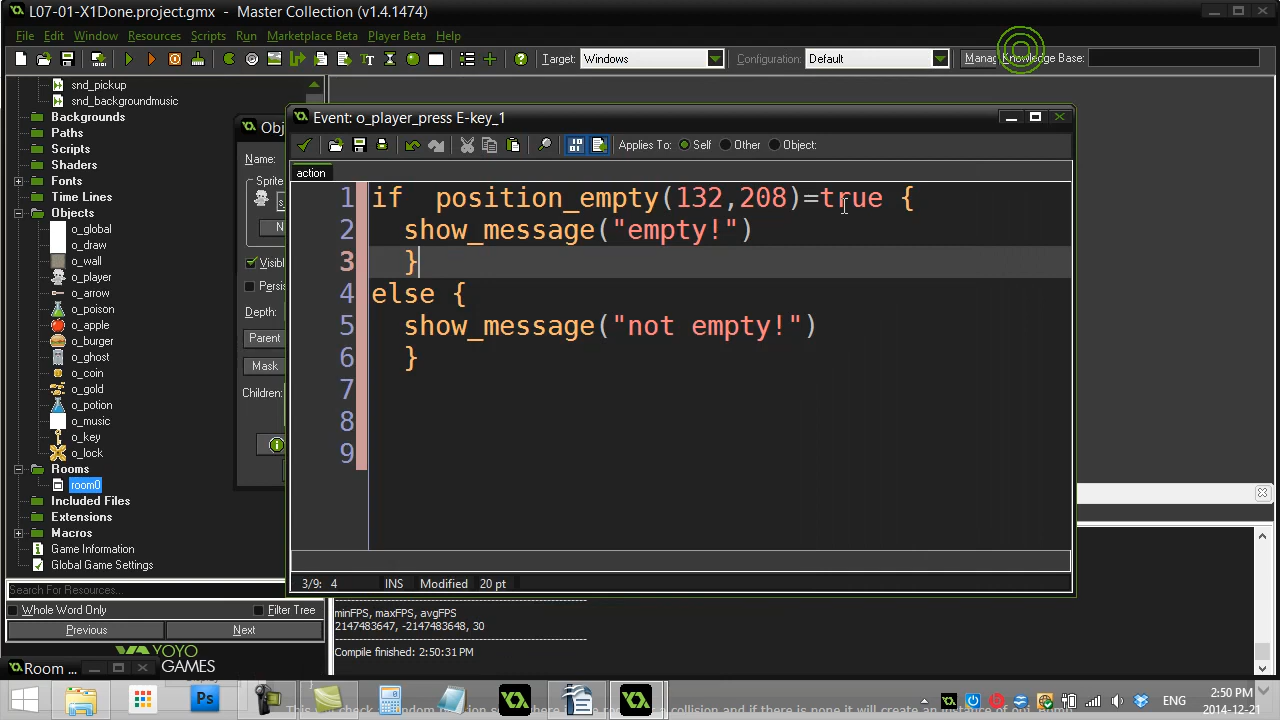 L07-01-X1Done.project.gmx - Master Collection (v1.4.1474)
File Edit Window Resources Scripts Run Marketplace Beta Player Beta Help
Target: Windows Configuration: Default Manag Knowledge Base:
snd_pickup
snd_backgroundmusic
Backgrounds
Paths
Scripts
Shaders
Fonts
Time Lines
Objects
o_global
o_draw
o_wall
o_player
o_arrow
o_poison
o_apple
o_burger
o_ghost
o_coin
o_gold
o_potion
o_music
o_key
o_lock
Rooms
room0
Included Files
Extensions
Macros
Game Information
Global Game Settings
Search For Resources...
Whole Word Only Filter Tree
Previous Next
YOYO
GAMES
Room ...
Obj
Name:
Sprite
s
N
Visibl
Persis
Depth:
Parent
Mask
Children:
Event: o_player_press E-key_1
Applies To: Self Other Object:
action
1 if position_empty(132,208)=true {
2 show_message("empty!")
3 }
4 else {
5 show_message("not empty!")
6 }
7
8
9
3/9: 4 INS Modified 20 pt
minFPS, maxFPS, avgFPS
2147483647, -2147483648, 30
Compile finished: 2:50:31 PM
Ps
ENG
2:50 PM
2014-12-21